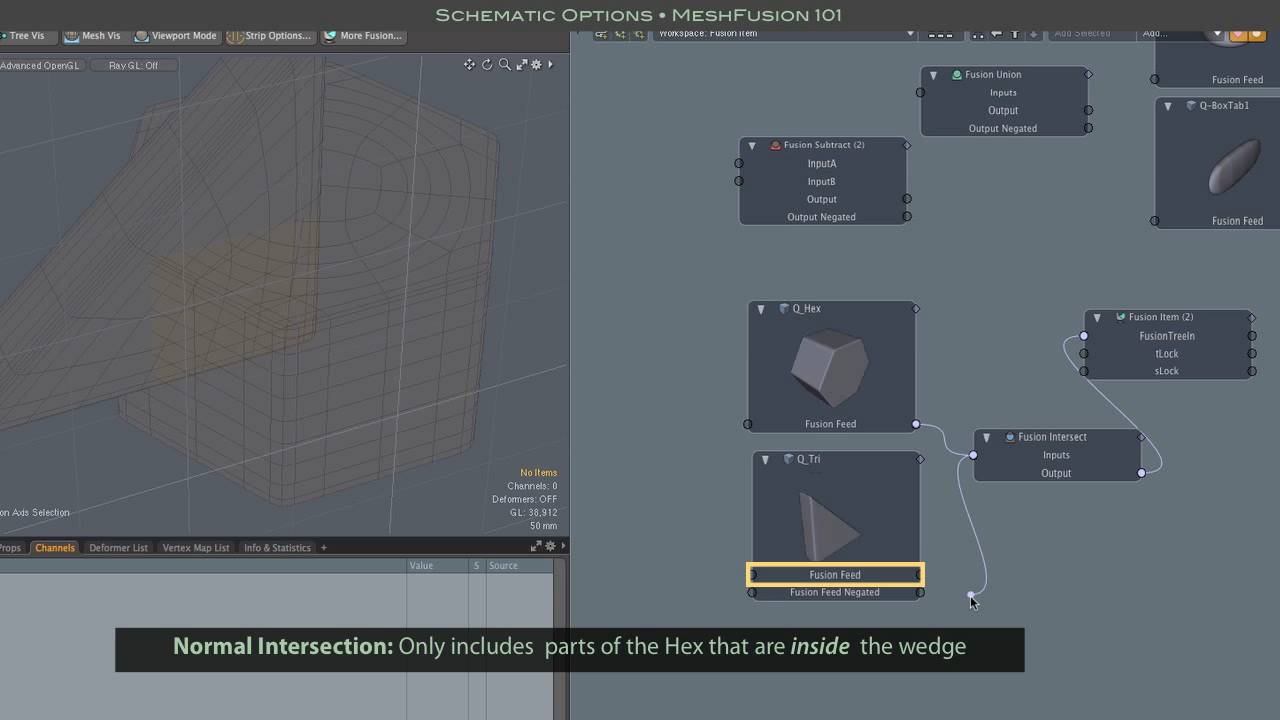 SCHEMATIC OPTIONS • MESHFUSION 101
Tree Vis
Mesh Vis
Viewport Mode
Strip Options...
More Fusion...
Workspace: Fusion Item
Add Selected
Add...
Advanced OpenGL
Ray GL: Off
Fusion Union
Inputs
Output
Output Negated
Fusion Feed
Q-BoxTab1
Fusion Feed
Fusion Subtract (2)
InputA
InputB
Output
Output Negated
Q_Hex
Fusion Feed
Fusion Item (2)
FusionTreeIn
tLock
sLock
Fusion Intersect
Inputs
Output
Q_Tri
Fusion Feed
Fusion Feed Negated
No Items
Channels: 0
Deformers: OFF
GL: 38,912
50 mm
on Axis Selection
Props
Channels
Deformer List
Vertex Map List
Info & Statistics
+
Value
S
Source
Normal Intersection: Only includes parts of the Hex that are inside the wedge